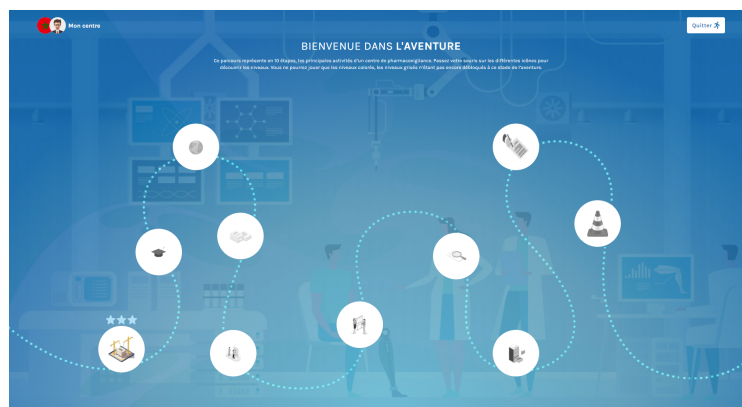 Mon centre
Quitter
BIENVENUE DANS L'AVENTURE
Ce parcours représente en 10 étapes, les principales activités d'un centre de pharmacovigilance. Passez votre souris sur les différentes icônes pour
découvrir les niveaux. Vous ne pourrez jouer que les niveaux colorés, les niveaux grisés n'étant pas encore débloqués à ce stade de l'aventure.